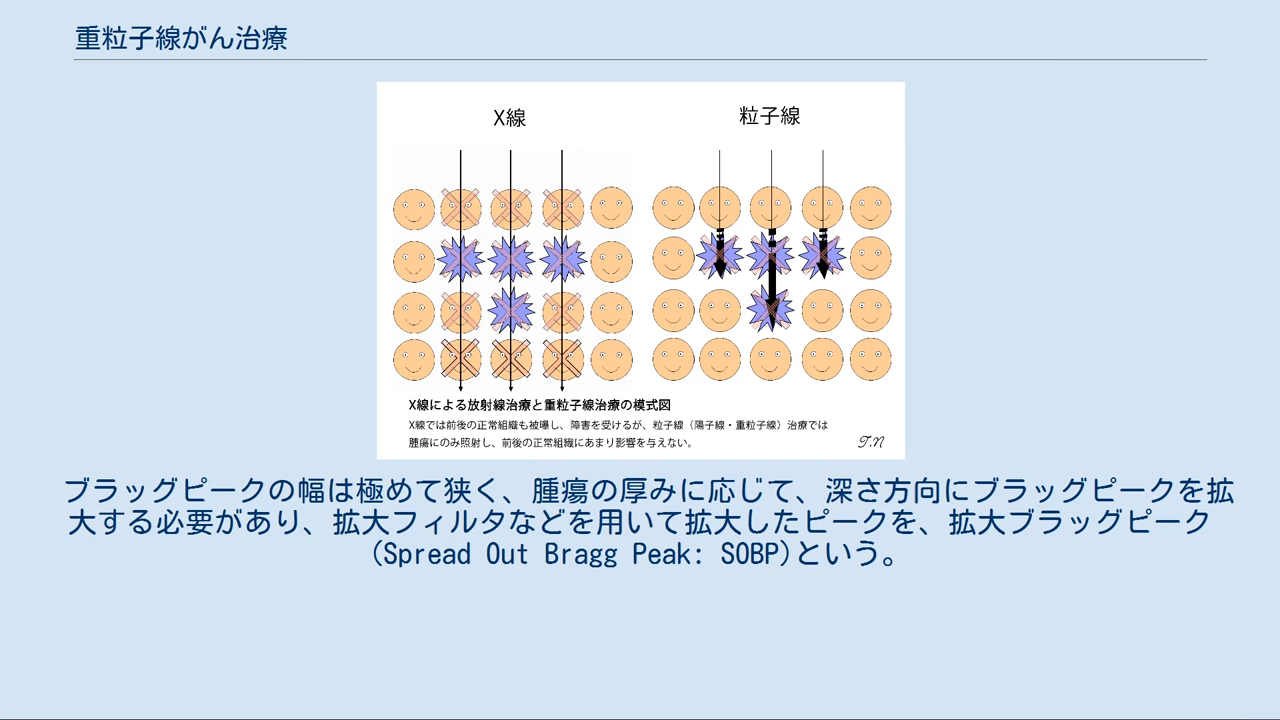 重粒子線がん治療
X線
粒子線
X線による放射線治療と重粒子線治療の模式図
X線では前後の正常組織も被曝し、障害を受けるが、粒子線（陽子線・重粒子線）治療では
腫瘍にのみ照射し、前後の正常組織にあまり影響を与えない。
T.N
ブラッグピークの幅は極めて狭く、腫瘍の厚みに応じて、深さ方向にブラッグピークを拡
大する必要があり、拡大フィルタなどを用いて拡大したピークを、拡大ブラッグピーク
(Spread Out Bragg Peak: SOBP)という。